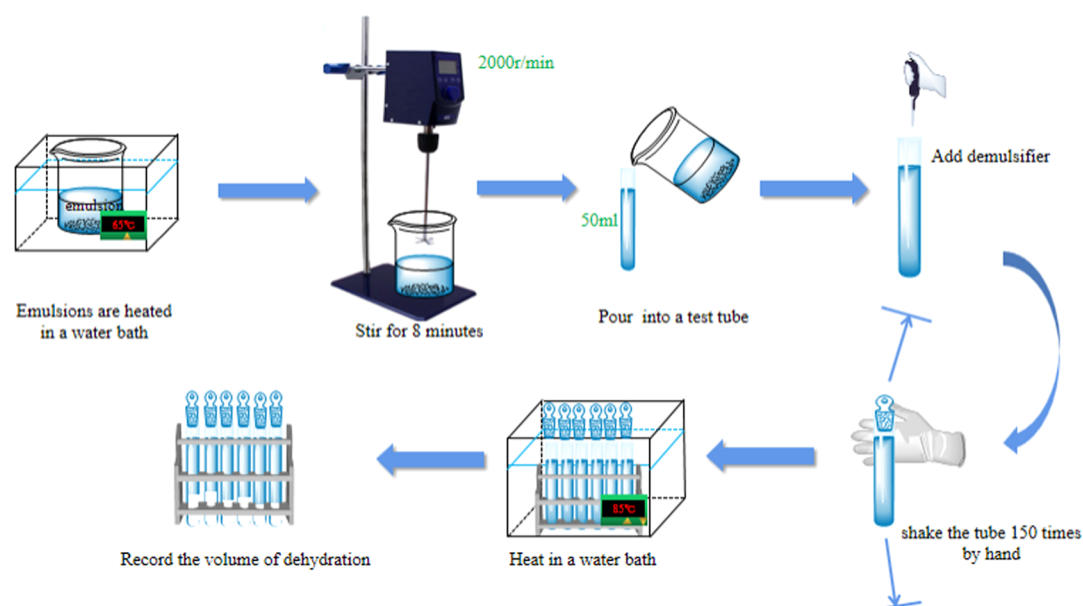 2000r/min
Add demulsifier
emulsion
65℃
50ml
Emulsions are heated
in a water bath
Stir for 8 minutes
Pour into a test tube
85℃
shake the tube 150 times
by hand
Heat in a water bath
Record the volume of dehydration